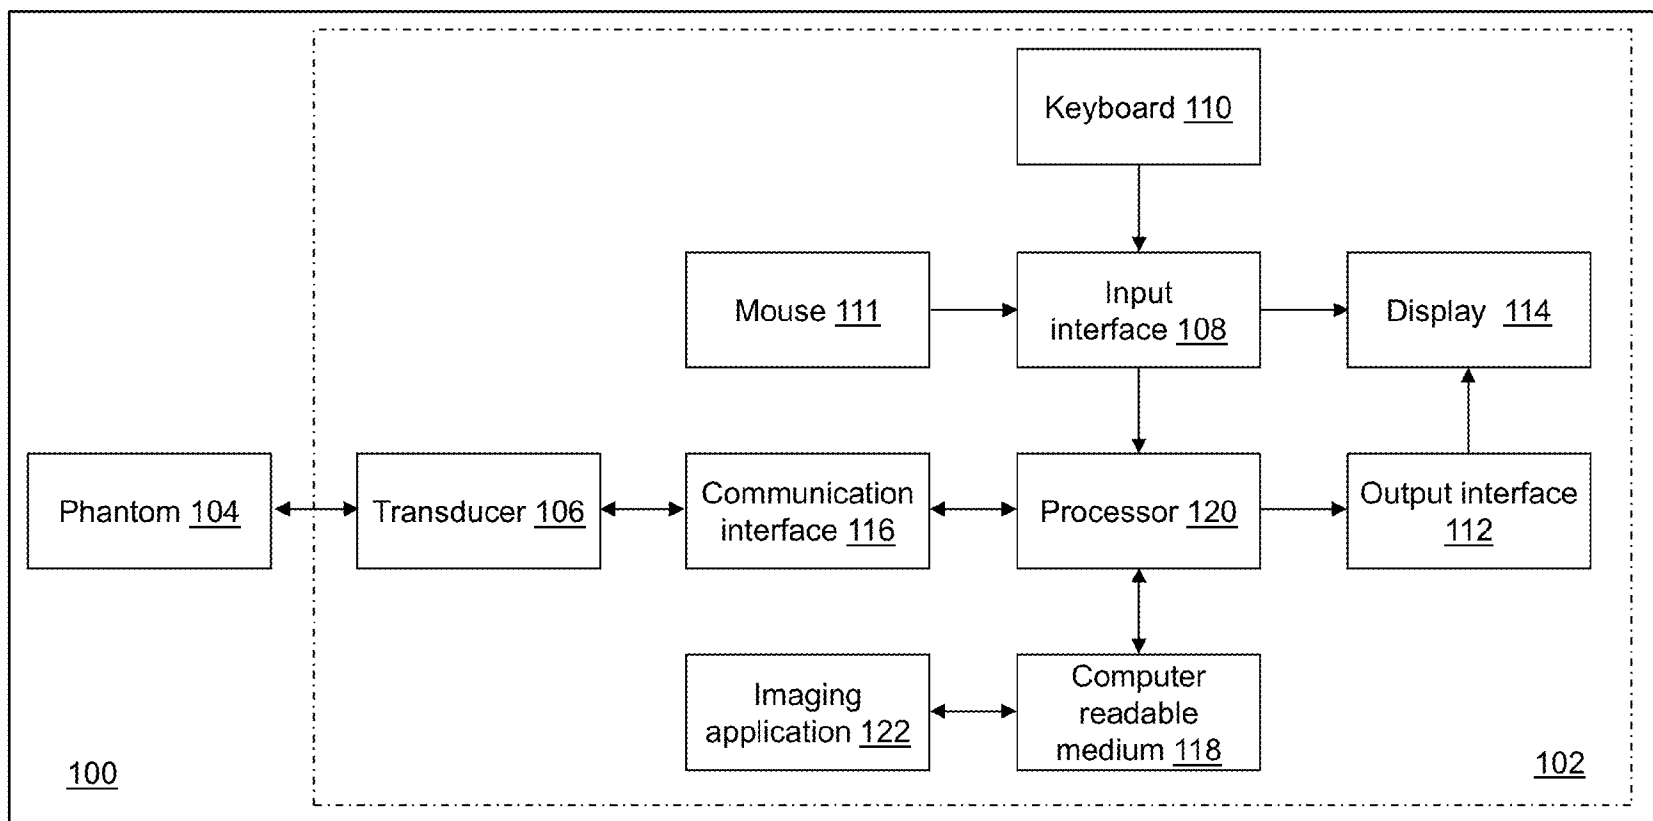 Keyboard 110
Mouse 111
Input
interface 108
Display 114
Phantom 104
Transducer 106
Communication
interface 116
Processor 120
Output interface
112
Imaging
application 122
Computer
readable
medium 118
100
102